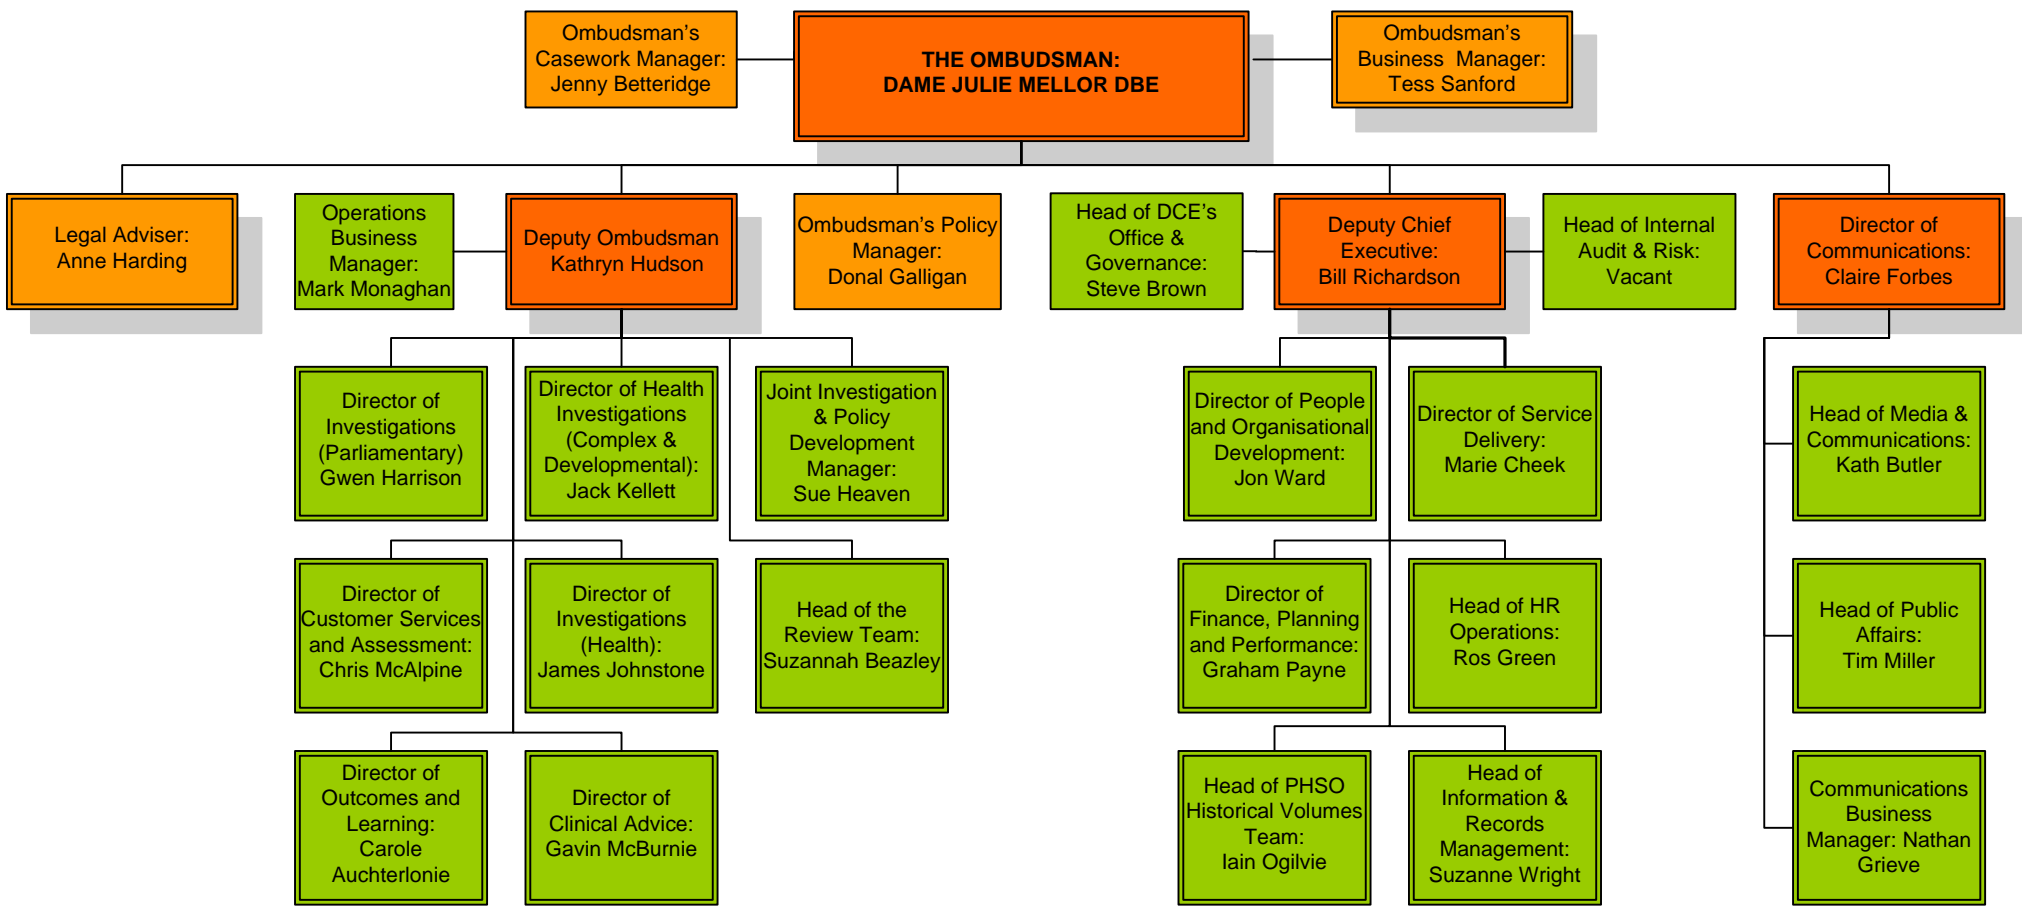 Ombudsman's
Casework Manager:
Jenny Betteridge
THE OMBUDSMAN:
DAME JULIE MELLOR DBE
Ombudsman's
Business Manager:
Tess Sanford
Legal Adviser:
Anne Harding
Operations
Business
Manager:
Mark Monaghan
Deputy Ombudsman
Kathryn Hudson
Ombudsman's Policy
Manager:
Donal Galligan
Head of DCE's
Office &
Governance:
Steve Brown
Deputy Chief
Executive:
Bill Richardson
Head of Internal
Audit & Risk:
Vacant
Director of
Communications:
Claire Forbes
Director of
Investigations
(Parliamentary)
Gwen Harrison
Director of Health
Investigations
(Complex &
Developmental):
Jack Kellett
Joint Investigation
& Policy
Development
Manager:
Sue Heaven
Director of People
and Organisational
Development:
Jon Ward
Director of Service
Delivery:
Marie Cheek
Head of Media &
Communications:
Kath Butler
Director of
Customer Services
and Assessment:
Chris McAlpine
Director of
Investigations
(Health):
James Johnstone
Head of the
Review Team:
Suzannah Beazley
Director of
Finance, Planning
and Performance:
Graham Payne
Head of HR
Operations:
Ros Green
Head of Public
Affairs:
Tim Miller
Director of
Outcomes and
Learning:
Carole
Auchterlonie
Director of
Clinical Advice:
Gavin McBurnie
Head of PHSO
Historical Volumes
Team:
Iain Ogilvie
Head of
Information &
Records
Management:
Suzanne Wright
Communications
Business
Manager: Nathan
Grieve